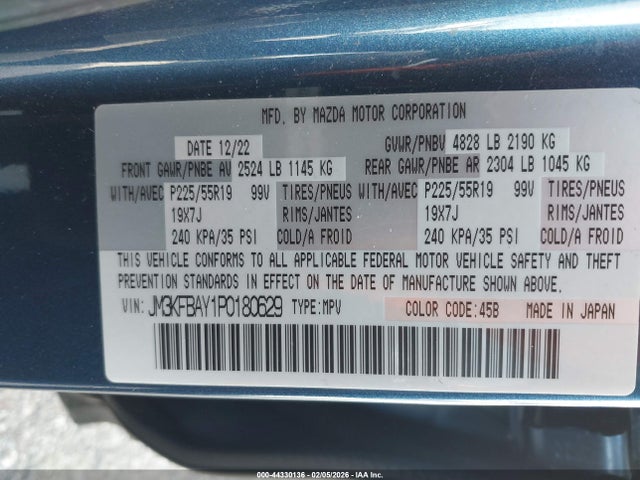 MFD. BY MAZDA MOTOR CORPORATION
DATE 12/22 GVWR/PNBV 4828 LB 2190 KG
FRONT GAWR/PNBE AV 2524 LB 1145 KG REAR GAWR/PNBE AR 2304 LB 1045 KG
WITH/AVEC P225/55R19 99V TIRES/PNEUS WITH/AVEC P225/55R19 99V TIRES/PNEUS
19X7J RIMS/JANTES 19X7J RIMS/JANTES
240 KPA/35 PSI COLD/A FROID 240 KPA/35 PSI COLD/A FROID
THIS VEHICLE CONFORMS TO ALL APPLICABLE FEDERAL MOTOR VEHICLE SAFETY AND THEFT
PREVENTION STANDARDS IN EFFECT ON THE DATE OF MANUFACTURE SHOWN ABOVE.
VIN: JM3KFBAY1P0180629 TYPE:MPV COLOR CODE:45B MADE IN JAPAN
000-44330136 - 02/05/2026 - IAA Inc.